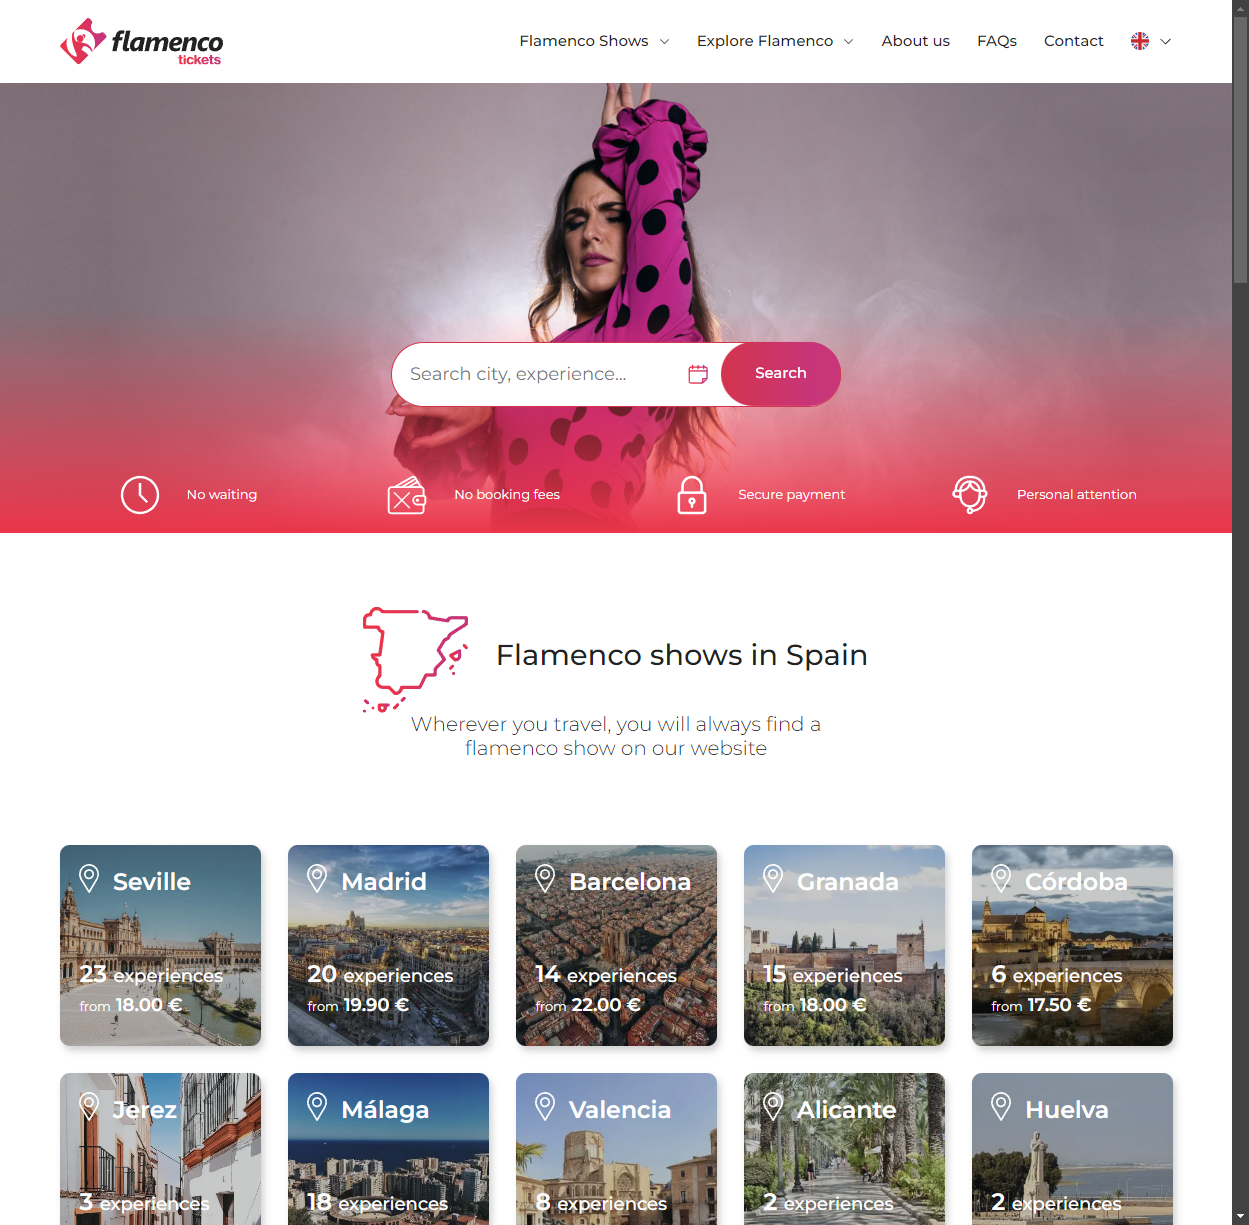 flamenco
tickets
Flamenco Shows
Explore Flamenco
About us
FAQs
Contact
Search city, experience...
Search
No waiting
No booking fees
Secure payment
Personal attention
Flamenco shows in Spain
Wherever you travel, you will always find a
flamenco show on our website
Seville
23 experiences
from 18.00 €
Madrid
20 experiences
from 19.90 €
Barcelona
14 experiences
from 22.00 €
Granada
15 experiences
from 18.00 €
Córdoba
6 experiences
from 17.50 €
Jerez
3 experiences
Málaga
18 experiences
Valencia
8 experiences
Alicante
2 experiences
Huelva
2 experiences